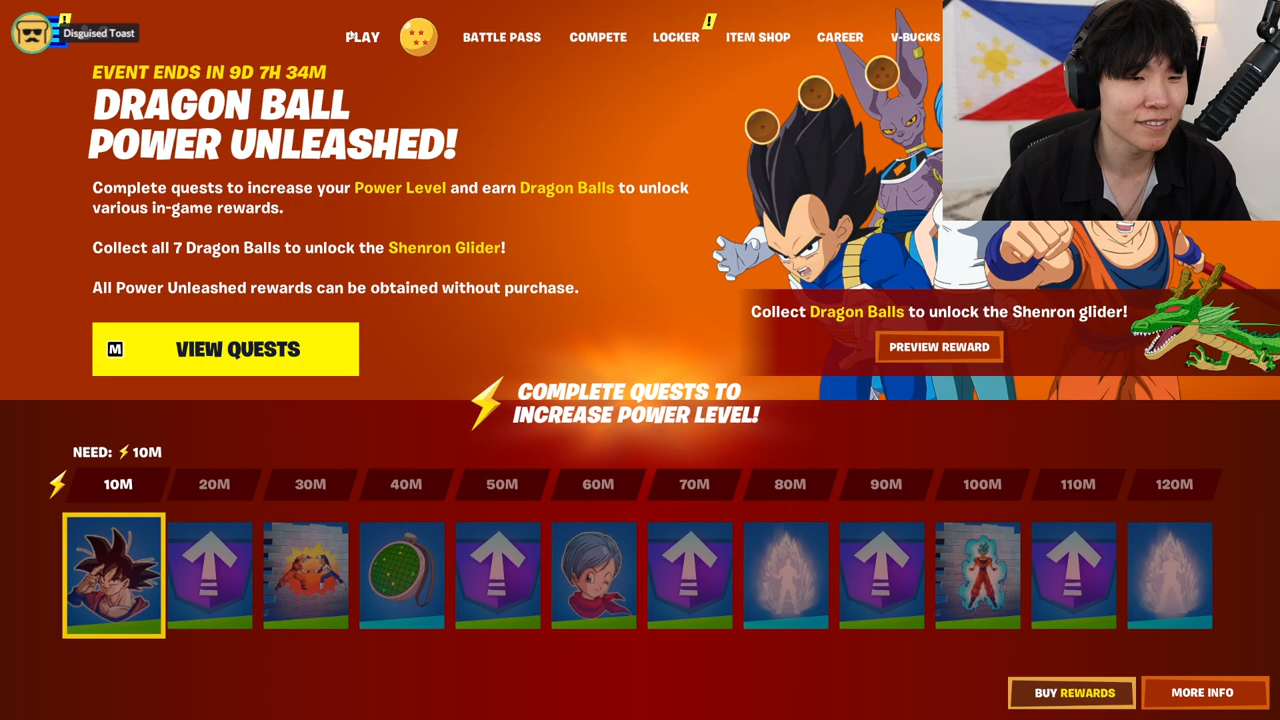 Disguised Toast
PLAY
BATTLE PASS
COMPETE
LOCKER
!
ITEM SHOP
CAREER
V-BUCKS
EVENT ENDS IN 9D 7H 34M
DRAGON BALL
POWER UNLEASHED!
Complete quests to increase your Power Level and earn Dragon Balls to unlock
various in-game rewards.
Collect all 7 Dragon Balls to unlock the Shenron Glider!
All Power Unleashed rewards can be obtained without purchase.
M VIEW QUESTS
Collect Dragon Balls to unlock the Shenron glider!
PREVIEW REWARD
COMPLETE QUESTS TO
INCREASE POWER LEVEL!
NEED: 10M
10M 20M 30M 40M 50M 60M 70M 80M 90M 100M 110M 120M
BUY REWARDS
MORE INFO